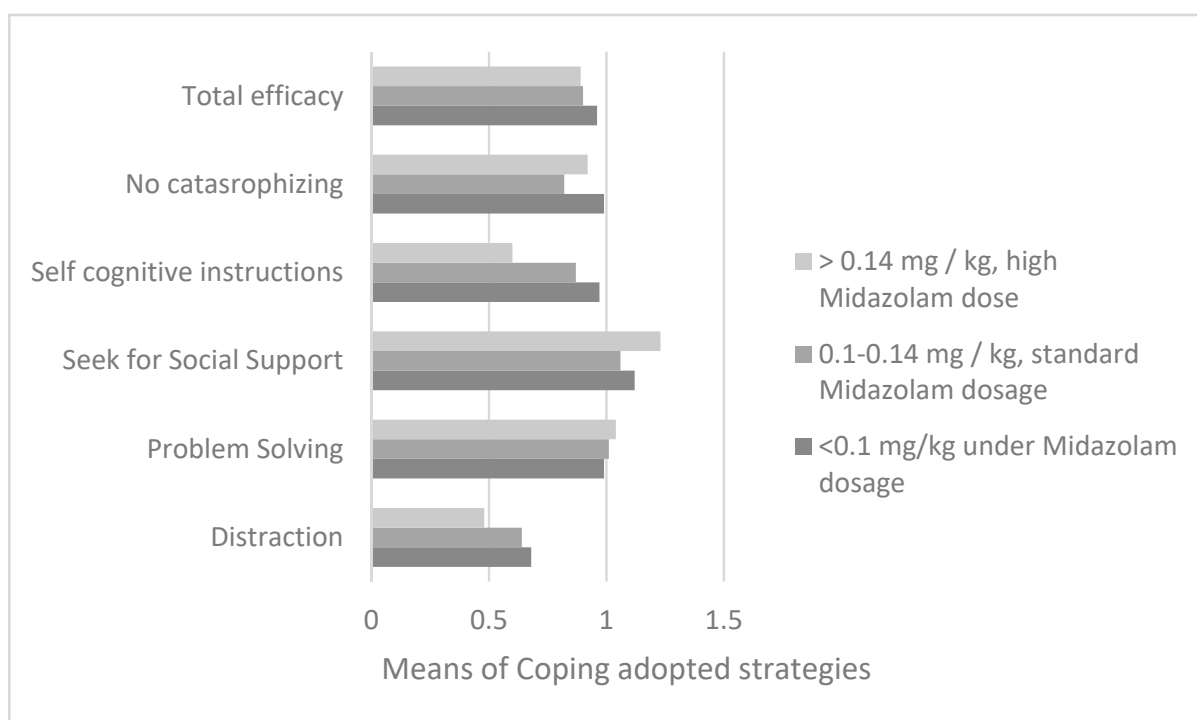 Total efficacy
No catasrophizing
Self cognitive instructions
Seek for Social Support
Problem Solving
Distraction
0 0.5 1 1.5
Means of Coping adopted strategies
> 0.14 mg / kg, high
Midazolam dose
0.1-0.14 mg / kg, standard
Midazolam dosage
<0.1 mg/kg under Midazolam
dosage